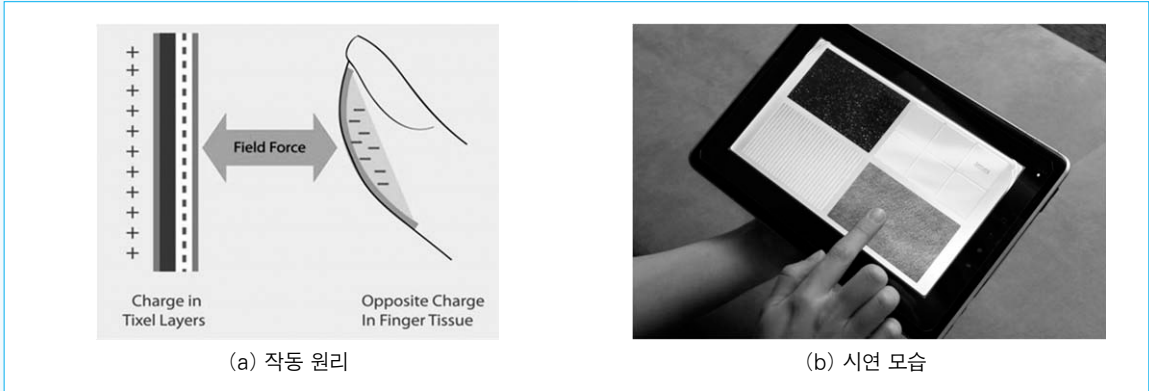 Field Force
Charge in
Tixel Layers
Opposite Charge
In Finger Tissue
(a) 작동 원리
(b) 시연 모습